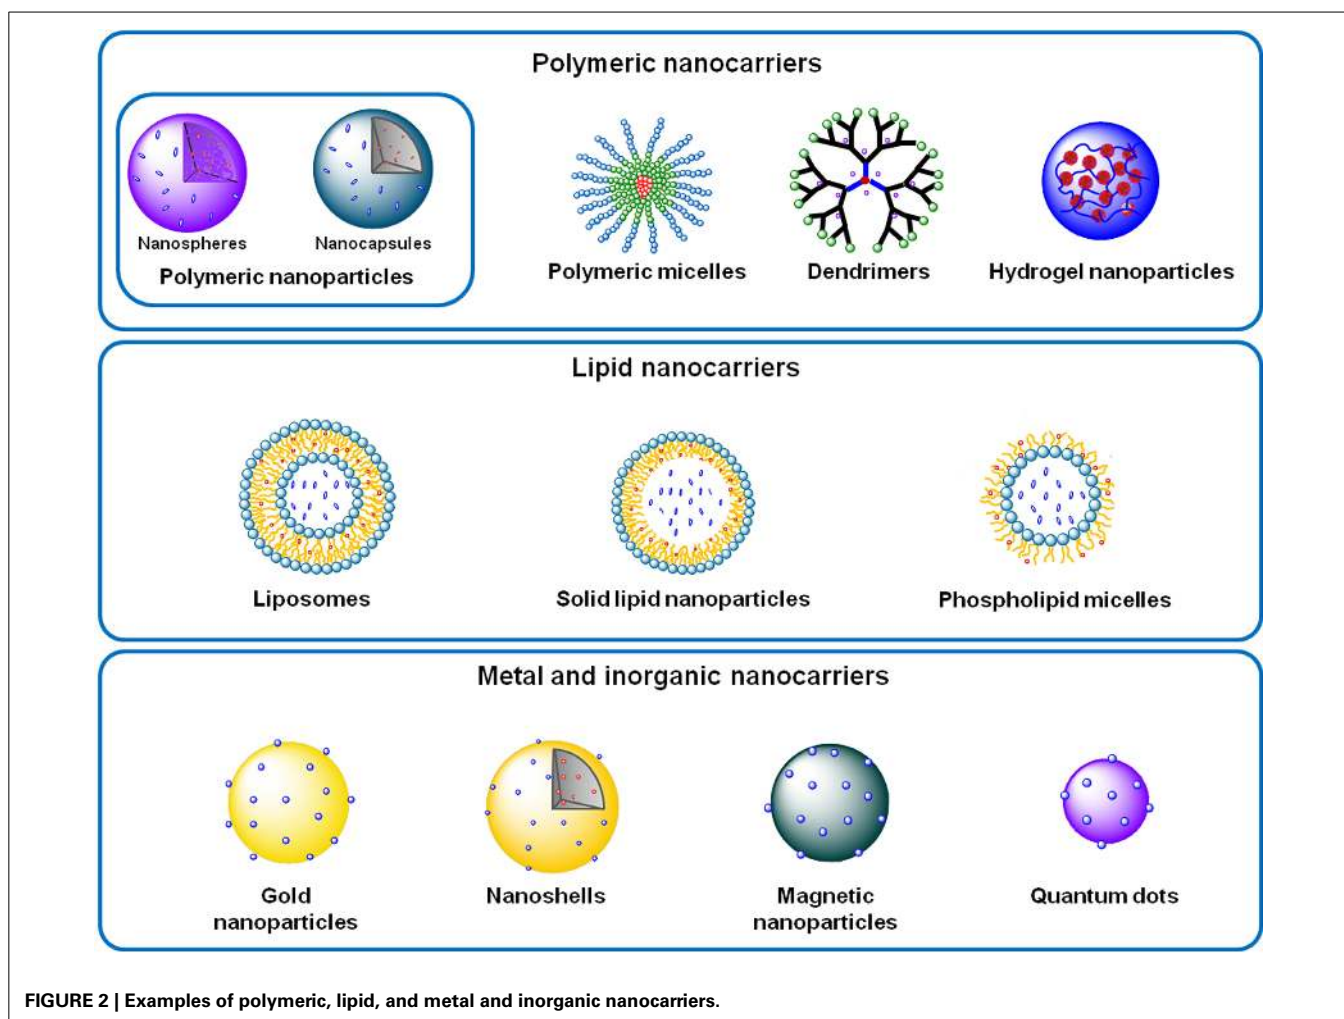 Polymeric nanocarriers
Nanospheres
Nanocapsules
Polymeric nanoparticles
Polymeric micelles
Dendrimers
Hydrogel nanoparticles
Lipid nanocarriers
Liposomes
Solid lipid nanoparticles
Phospholipid micelles
Metal and inorganic nanocarriers
Gold
nanoparticles
Nanoshells
Magnetic
nanoparticles
Quantum dots
FIGURE 2 | Examples of polymeric, lipid, and metal and inorganic nanocarriers.